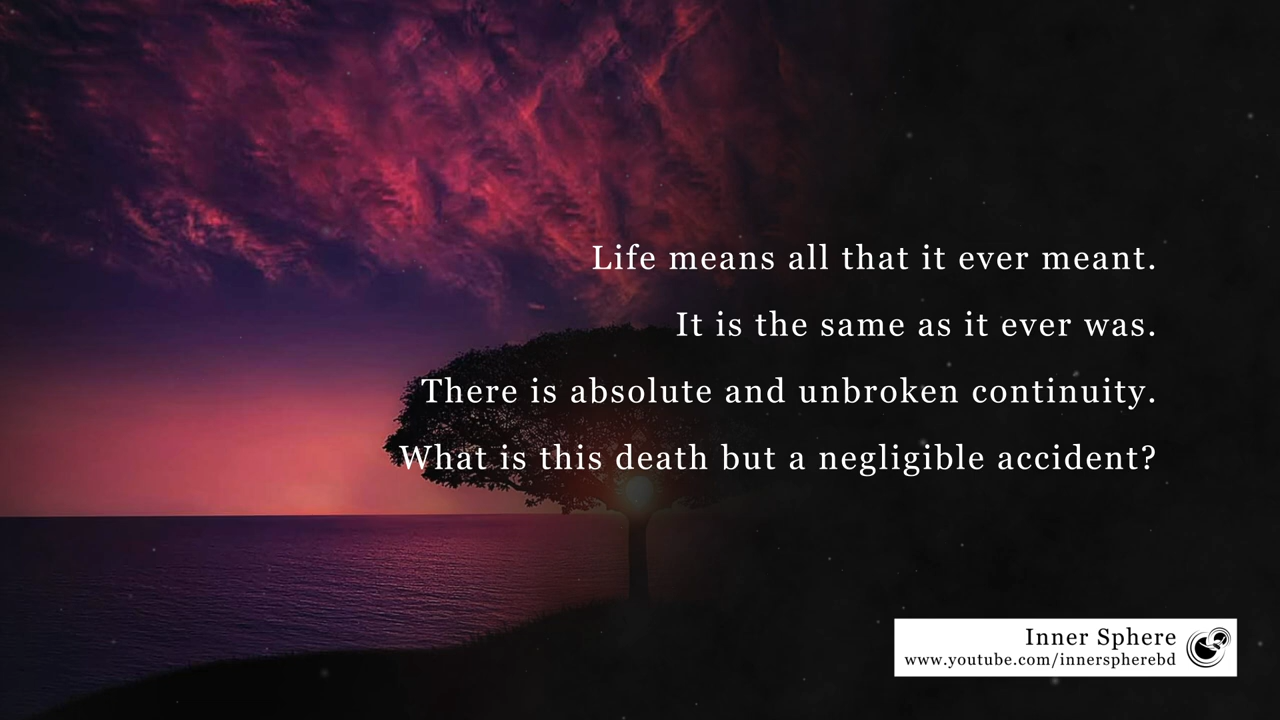 Life means all that it ever meant.
It is the same as it ever was.
There is absolute and unbroken continuity.
What is this death but a negligible accident?
Inner Sphere
www.youtube.com/innerspherebd